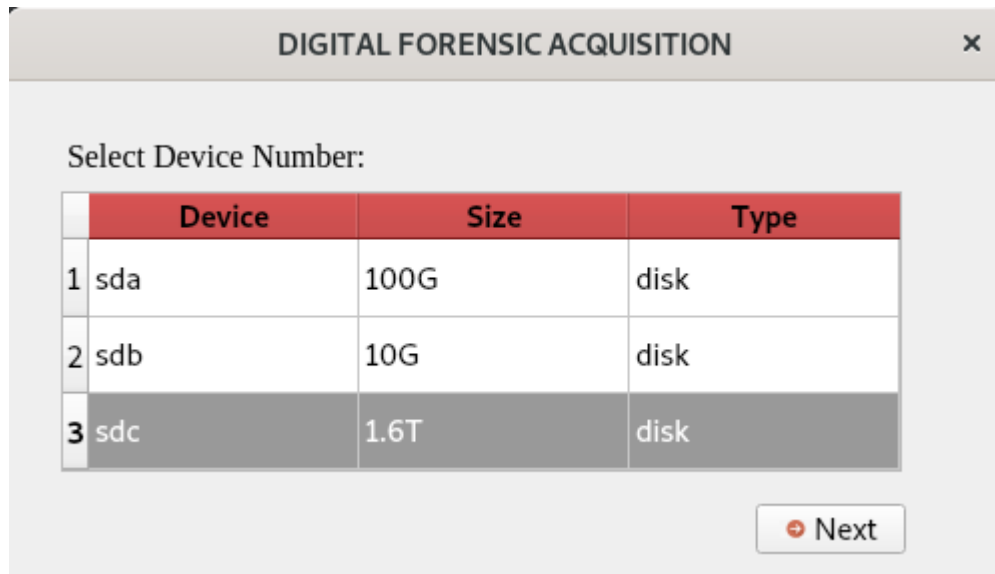 DIGITAL FORENSIC ACQUISITION ×
Select Device Number:
Device Size Type
1 sda 100G disk
2 sdb 10G disk
3 sdc 1.6T disk
Next